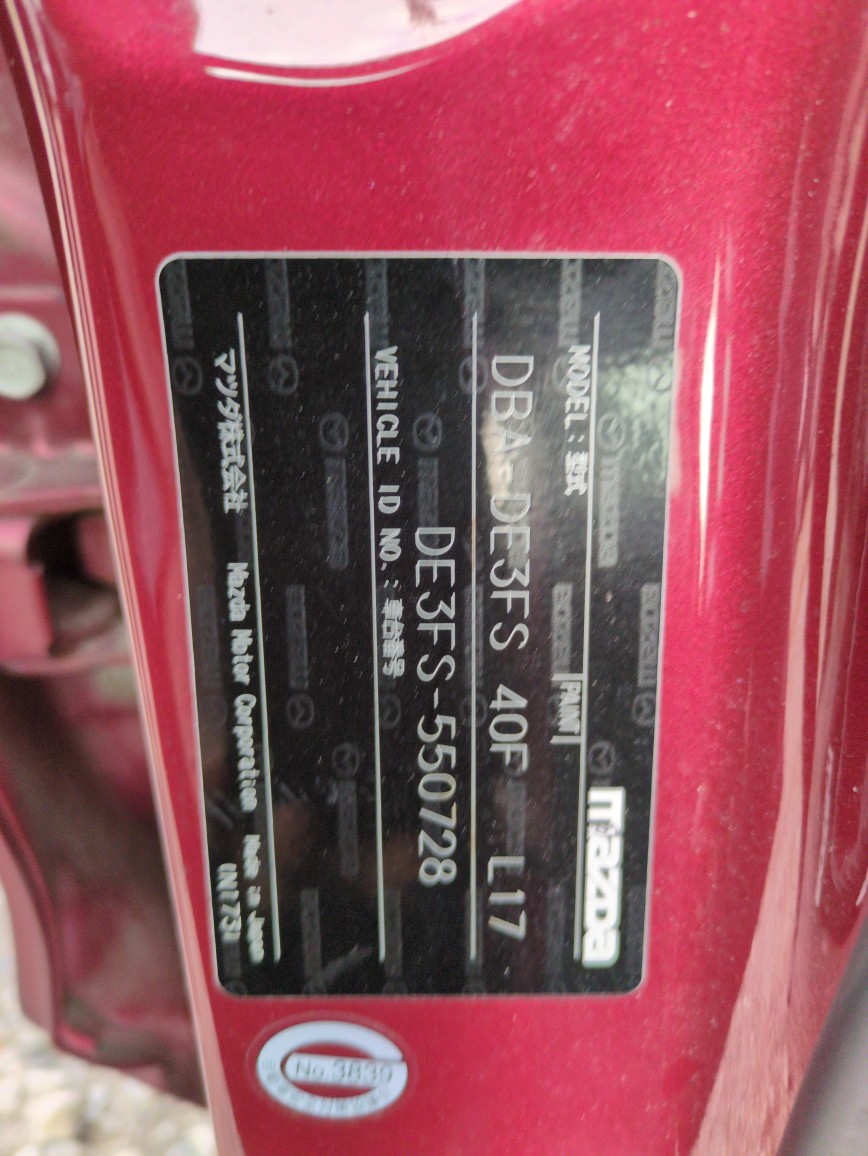 mazda
MODEL:型式
PAINT
DBA-DE3FS 40F L17
DE3FS-550728
VEHICLE ID NO.:車台番号
マツダ株式会社 Mazda Motor Corporation Made in Japan
(N173)
No.3839